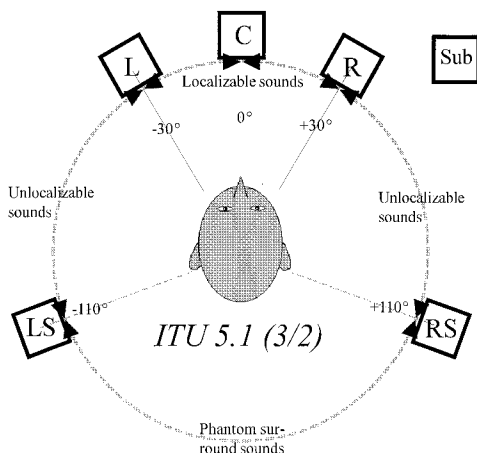 C
L
R
Sub
Localizable sounds
-30°
0°
+30°
Unlocalizable
sounds
Unlocalizable
sounds
-110°
+110°
LS
ITU 5.1 (3/2)
RS
Phantom sur-
round sounds